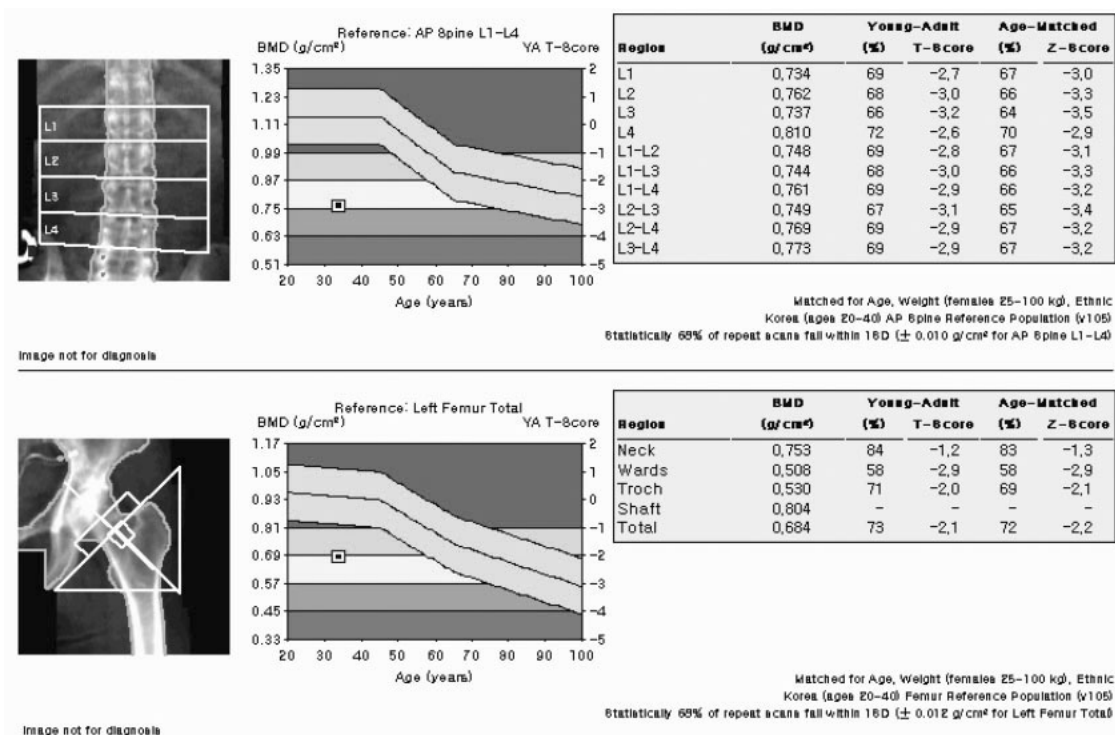 Reference: AP Spine L1-L4
BMD (g/cm²) YA T-Score
1.35 2
1.23 1
1.11 0
0.99 -1
0.87 -2
0.75 -3
0.63 -4
0.51 -5
20 30 40 50 60 70 80 90 100
Age (years)
L1
L2
L3
L4
BMD Young-Adult Age-Matched
Region (g/cm²) (%) T-Score (%) Z-Score
L1 0,734 69 -2,7 67 -3,0
L2 0,762 68 -3,0 66 -3,3
L3 0,737 66 -3,2 64 -3,5
L4 0,810 72 -2,6 70 -2,9
L1-L2 0,748 69 -2,8 67 -3,1
L1-L3 0,744 68 -3,0 66 -3,3
L1-L4 0,761 69 -2,9 66 -3,2
L2-L3 0,749 67 -3,1 65 -3,4
L2-L4 0,769 69 -2,9 67 -3,2
L3-L4 0,773 69 -2,9 67 -3,2
Matched for Age, Weight (females 25-100 kg), Ethnic
Korea (ages 20-40) AP Spine Reference Population (v105)
Statistically 68% of repeat scans fall within 1SD (± 0.010 g/cm² for AP Spine L1-L4)
Image not for diagnosis
Reference: Left Femur Total
BMD (g/cm²) YA T-Score
1.17 2
1.05 1
0.93 0
0.81 -1
0.69 -2
0.57 -3
0.45 -4
0.33 -5
20 30 40 50 60 70 80 90 100
Age (years)
BMD Young-Adult Age-Matched
Region (g/cm²) (%) T-Score (%) Z-Score
Neck 0,753 84 -1,2 83 -1,3
Wards 0,508 58 -2,9 58 -2,9
Troch 0,530 71 -2,0 69 -2,1
Shaft 0,804 - - - -
Total 0,684 73 -2,1 72 -2,2
Matched for Age, Weight (females 25-100 kg), Ethnic
Korea (ages 20-40) Femur Reference Population (v105)
Statistically 68% of repeat scans fall within 1SD (± 0.012 g/cm² for Left Femur Total)
Image not for diagnosis